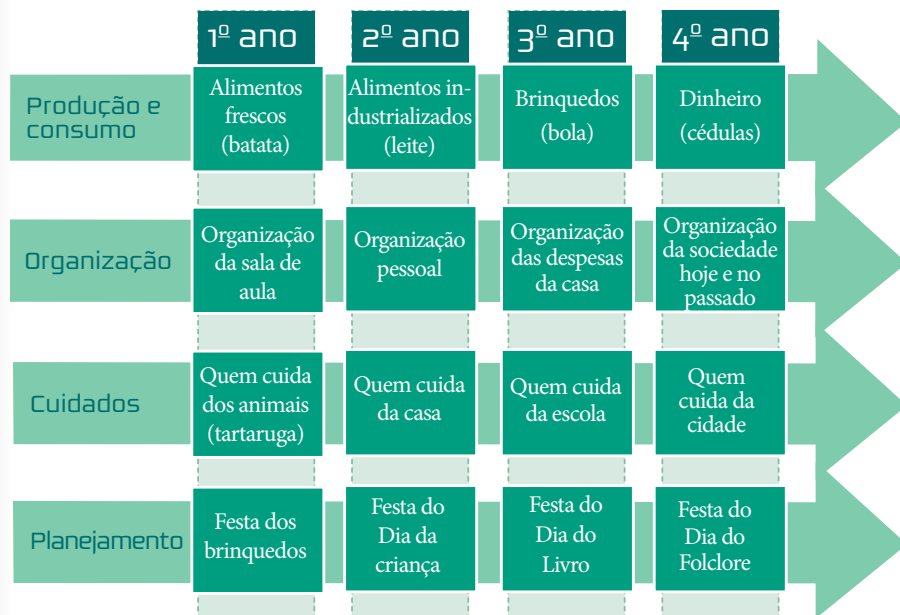 1º ano
2º ano
3º ano
4º ano
Produção e
consumo
Alimentos
frescos
(batata)
Alimentos in-
dustrializados
(leite)
Brinquedos
(bola)
Dinheiro
(cédulas)
Organização
Organização
da sala de
aula
Organização
pessoal
Organização
das despesas
da casa
Organização
da sociedade
hoje e no
passado
Cuidados
Quem cuida
dos animais
(tartaruga)
Quem cuida
da casa
Quem cuida
da escola
Quem
cuida da
cidade
Planejamento
Festa dos
brinquedos
Festa do
Dia da
criança
Festa do
Dia do
Livro
Festa do
Dia do
Folclore